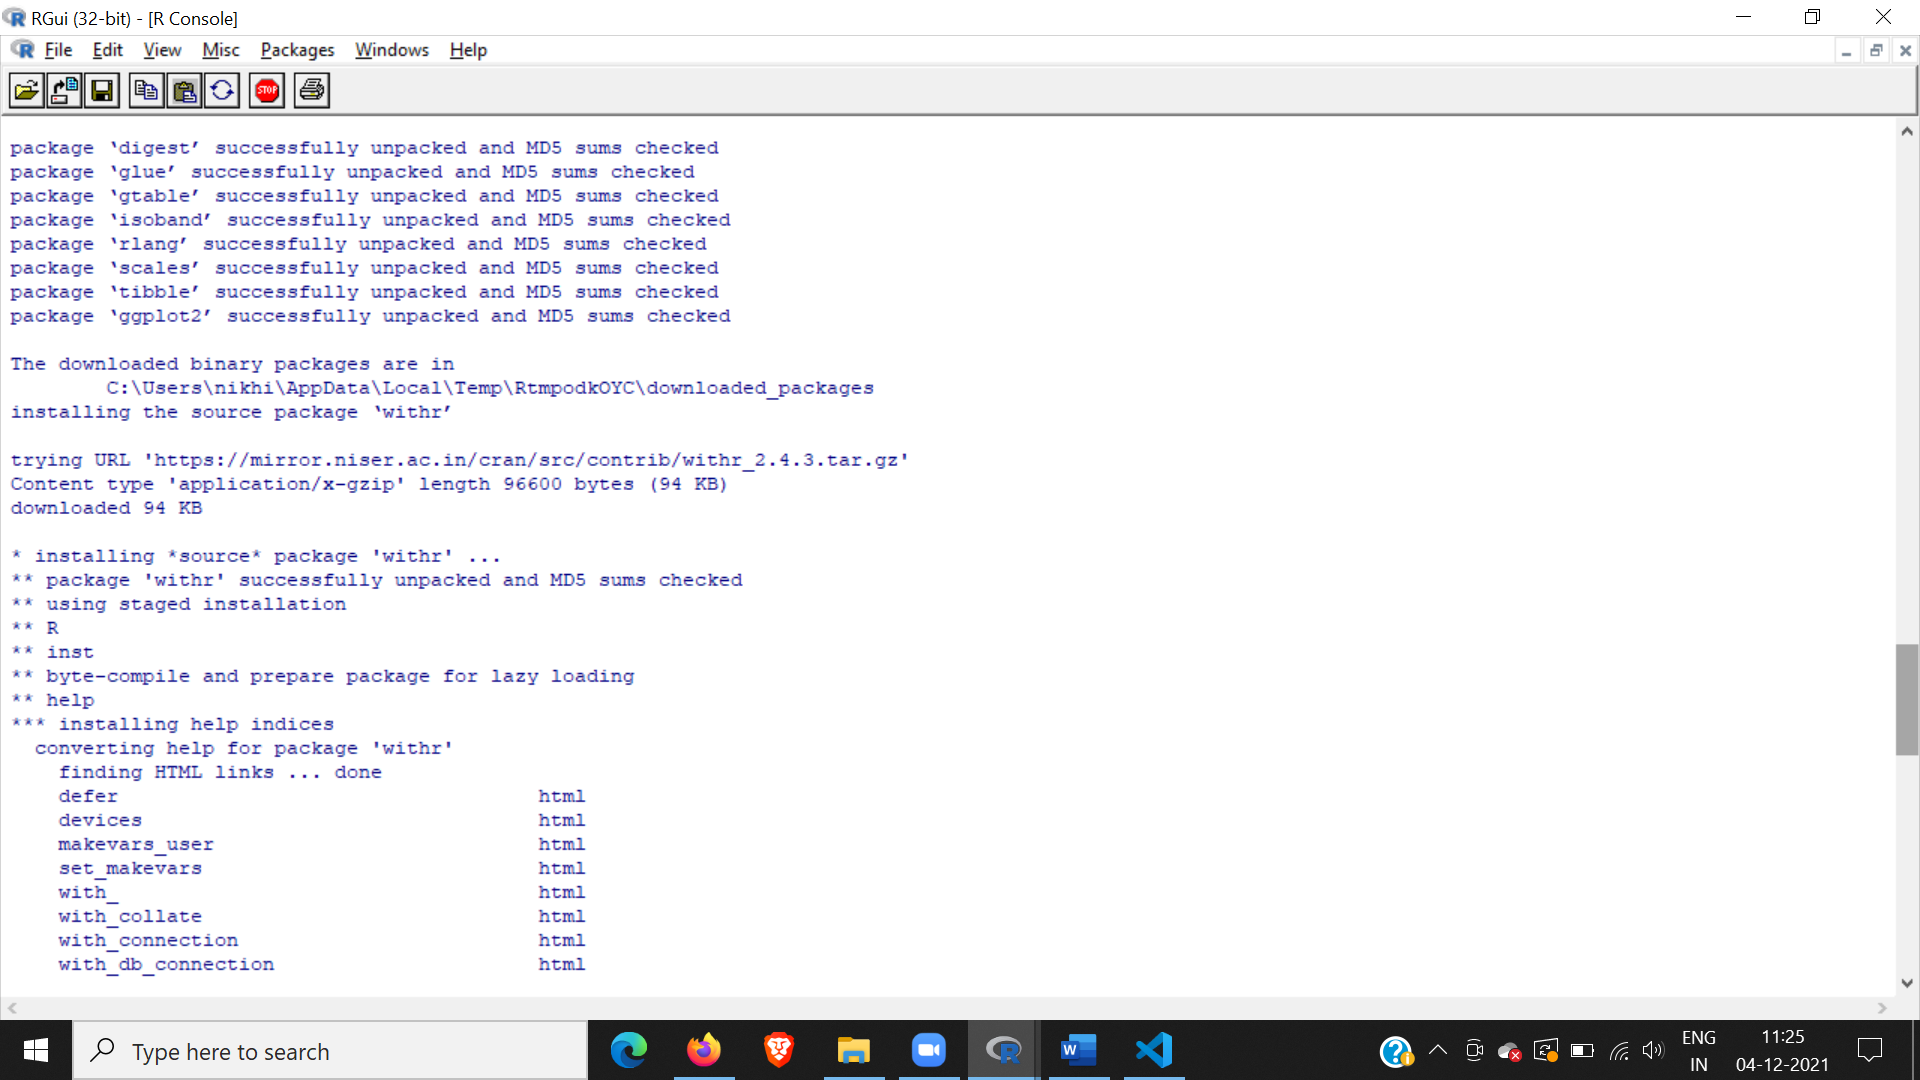 RGui (32-bit) - [R Console]
File Edit View Misc Packages Windows Help
STOP
package ‘digest’ successfully unpacked and MD5 sums checked
package ‘glue’ successfully unpacked and MD5 sums checked
package ‘gtable’ successfully unpacked and MD5 sums checked
package ‘isoband’ successfully unpacked and MD5 sums checked
package ‘rlang’ successfully unpacked and MD5 sums checked
package ‘scales’ successfully unpacked and MD5 sums checked
package ‘tibble’ successfully unpacked and MD5 sums checked
package ‘ggplot2’ successfully unpacked and MD5 sums checked
The downloaded binary packages are in
C:\Users\nikhi\AppData\Local\Temp\RtmpodkOYC\downloaded_packages
installing the source package ‘withr’
trying URL 'https://mirror.niser.ac.in/cran/src/contrib/withr_2.4.3.tar.gz'
Content type 'application/x-gzip' length 96600 bytes (94 KB)
downloaded 94 KB
* installing *source* package 'withr' ...
** package 'withr' successfully unpacked and MD5 sums checked
** using staged installation
** R
** inst
** byte-compile and prepare package for lazy loading
** help
*** installing help indices
converting help for package 'withr'
finding HTML links ... done
defer html
devices html
makevars_user html
set_makevars html
with_ html
with_collate html
with_connection html
with_db_connection html
Type here to search
ENG
IN
11:25
04-12-2021